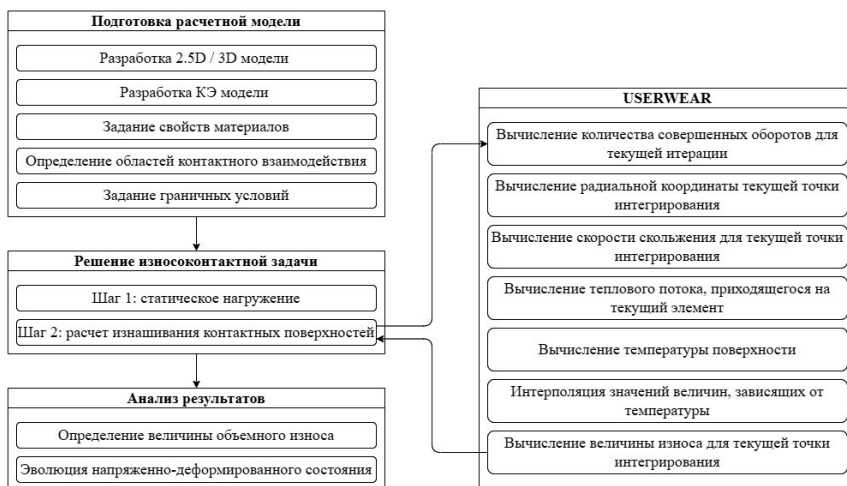 Подготовка расчетной модели
Разработка 2.5D / 3D модели
Разработка КЭ модели
Задание свойств материалов
Определение областей контактного взаимодействия
Задание граничных условий
Решение износоконтактной задачи
Шаг 1: статическое нагружение
Шаг 2: расчет изнашивания контактных поверхностей
Анализ результатов
Определение величины объемного износа
Эволюция напряженно-деформированного состояния
USERWEAR
Вычисление количества совершенных оборотов для
текущей итерации
Вычисление радиальной координаты текущей точки
интегрирования
Вычисление скорости скольжения для текущей точки
интегрирования
Вычисление теплового потока, приходящегося на
текущий элемент
Вычисление температуры поверхности
Интерполяция значений величин, зависящих от
температуры
Вычисление величины износа для текущей точки
интегрирования